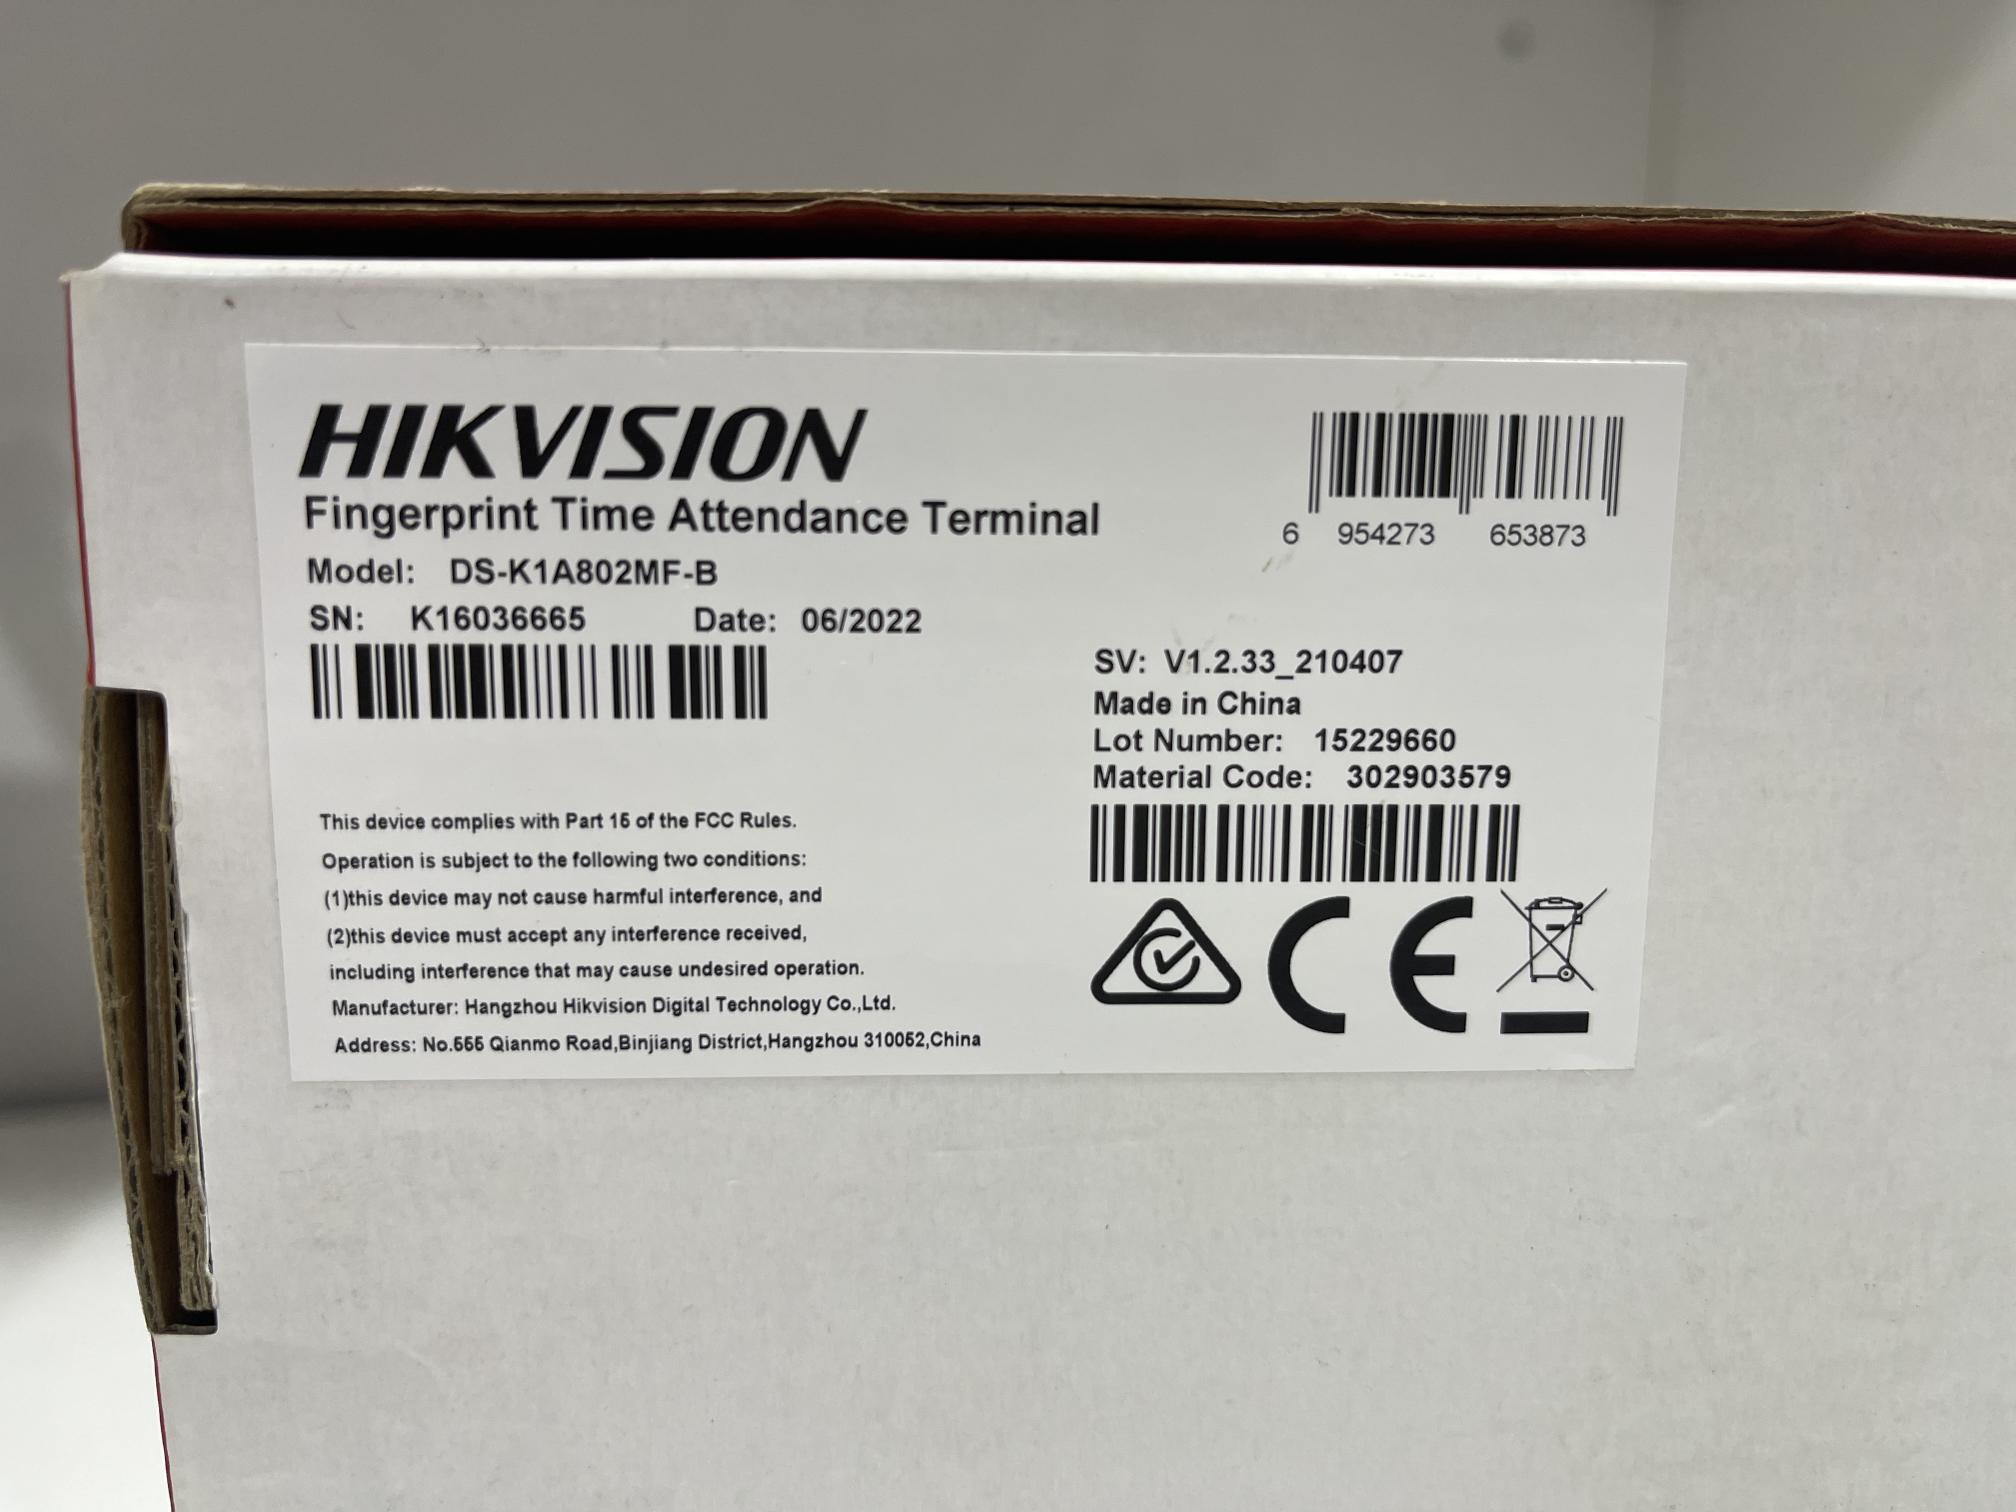 HIKVISION
Fingerprint Time Attendance Terminal
Model: DS-K1A802MF-B
SN: K16036665 Date: 06/2022
6 954273 653873
SV: V1.2.33_210407
Made in China
Lot Number: 15229660
Material Code: 302903579
This device complies with Part 15 of the FCC Rules.
Operation is subject to the following two conditions:
(1)this device may not cause harmful interference, and
(2)this device must accept any interference received,
including interference that may cause undesired operation.
Manufacturer: Hangzhou Hikvision Digital Technology Co.,Ltd.
Address: No.555 Qianmo Road,Binjiang District,Hangzhou 310052,China
CE